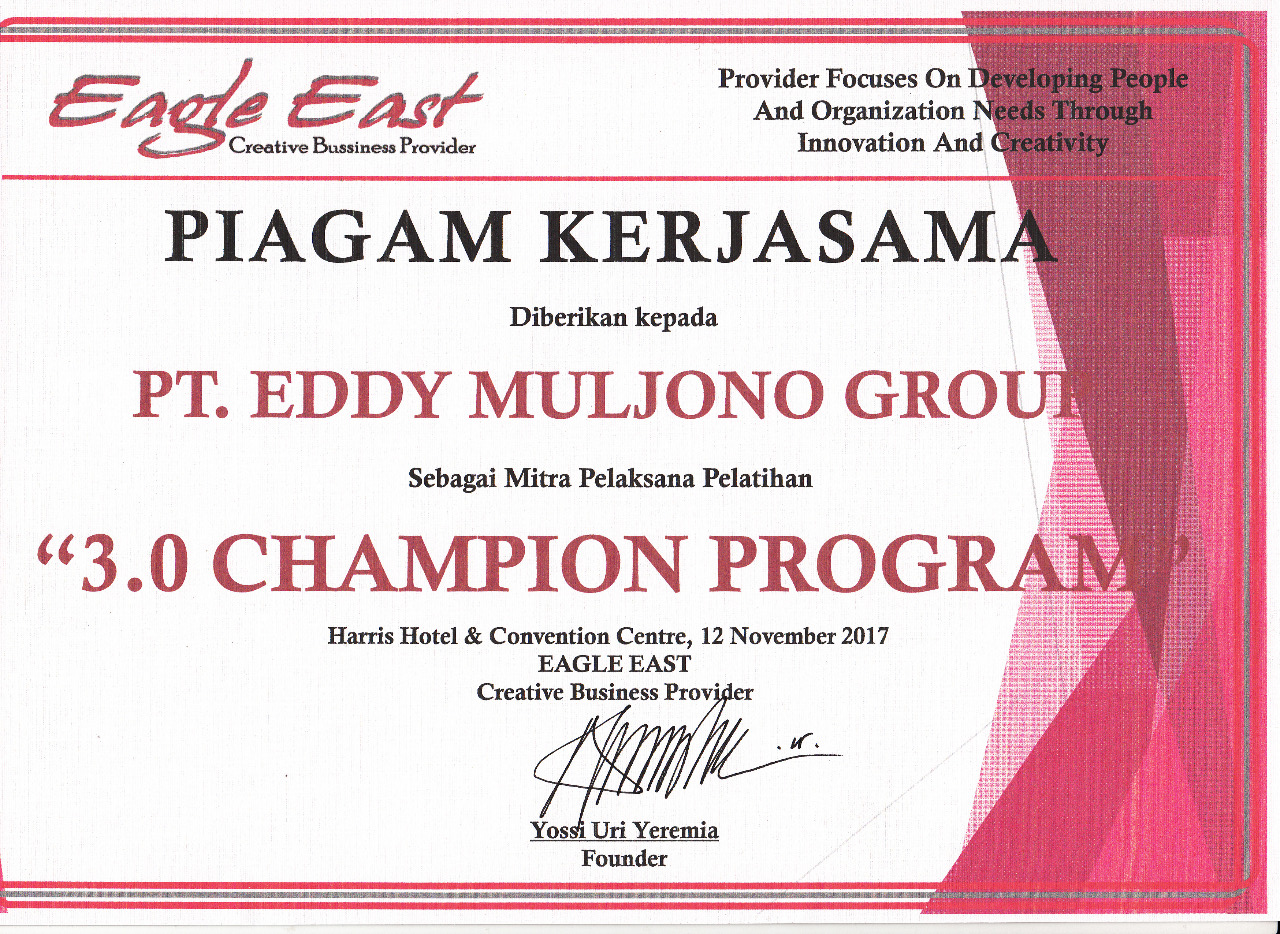 Eagle East
Creative Bussiness Provider
Provider Focuses On Developing People
And Organization Needs Through
Innovation And Creativity
PIAGAM KERJASAMA
Diberikan kepada
PT. EDDY MULJONO GROUP
Sebagai Mitra Pelaksana Pelatihan
“3.0 CHAMPION PROGRAM”
Harris Hotel & Convention Centre, 12 November 2017
EAGLE EAST
Creative Business Provider
Yossi Uri Yeremia
Founder